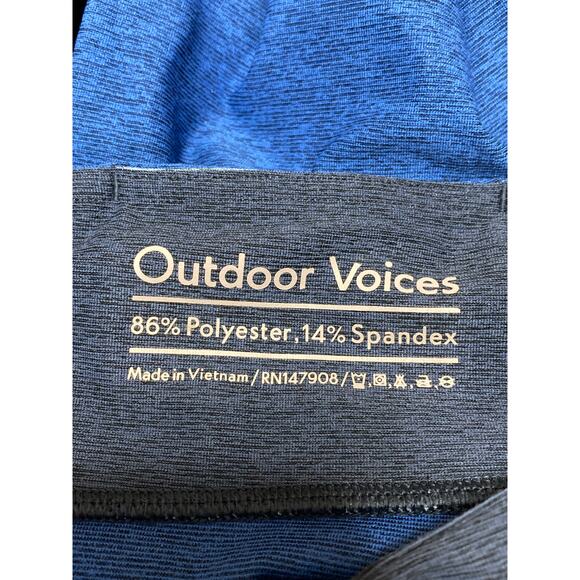 Outdoor Voices
86% Polyester, 14% Spandex
Made in Vietnam/RN147908/